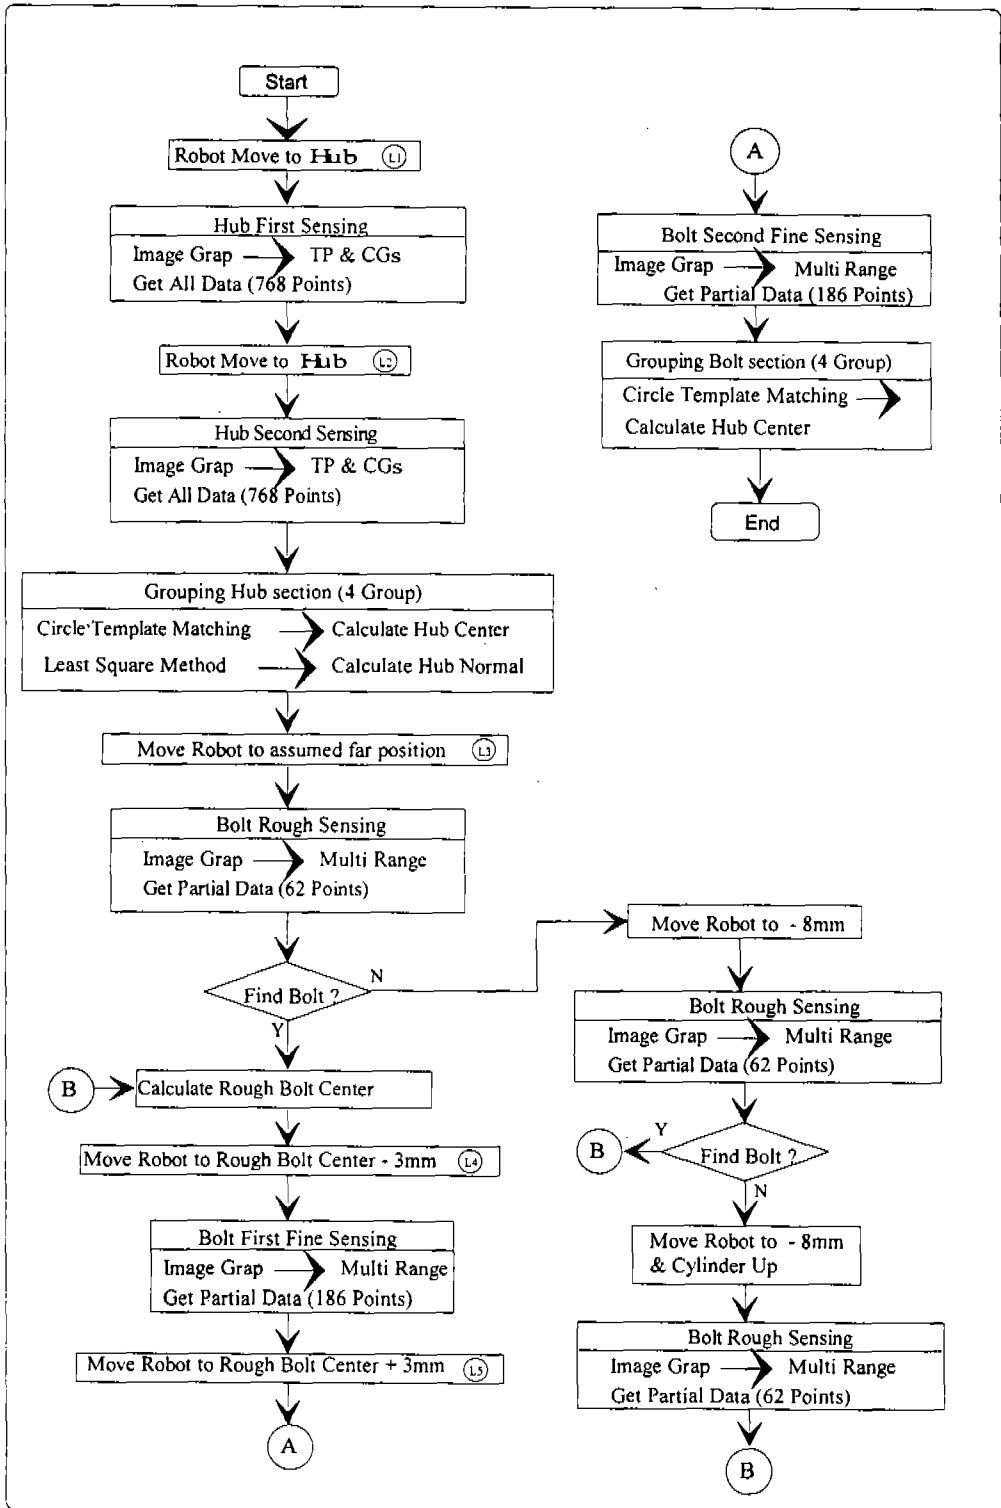 Start
Robot Move to Hub L1
Hub First Sensing
Image Grap TP & CGs
Get All Data (768 Points)
Robot Move to Hub L2
Hub Second Sensing
Image Grap TP & CGs
Get All Data (768 Points)
Grouping Hub section (4 Group)
Circle Template Matching Calculate Hub Center
Least Square Method Calculate Hub Normal
Move Robot to assumed far position L3
Bolt Rough Sensing
Image Grap Multi Range
Get Partial Data (62 Points)
Find Bolt ?
N
Y
B
Calculate Rough Bolt Center
Move Robot to Rough Bolt Center - 3mm L4
Bolt First Fine Sensing
Image Grap Multi Range
Get Partial Data (186 Points)
Move Robot to Rough Bolt Center + 3mm L5
A
A
Bolt Second Fine Sensing
Image Grap Multi Range
Get Partial Data (186 Points)
Grouping Bolt section (4 Group)
Circle Template Matching
Calculate Hub Center
End
Move Robot to - 8mm
Bolt Rough Sensing
Image Grap Multi Range
Get Partial Data (62 Points)
Find Bolt ?
Y
B
N
Move Robot to - 8mm
& Cylinder Up
Bolt Rough Sensing
Image Grap Multi Range
Get Partial Data (62 Points)
B